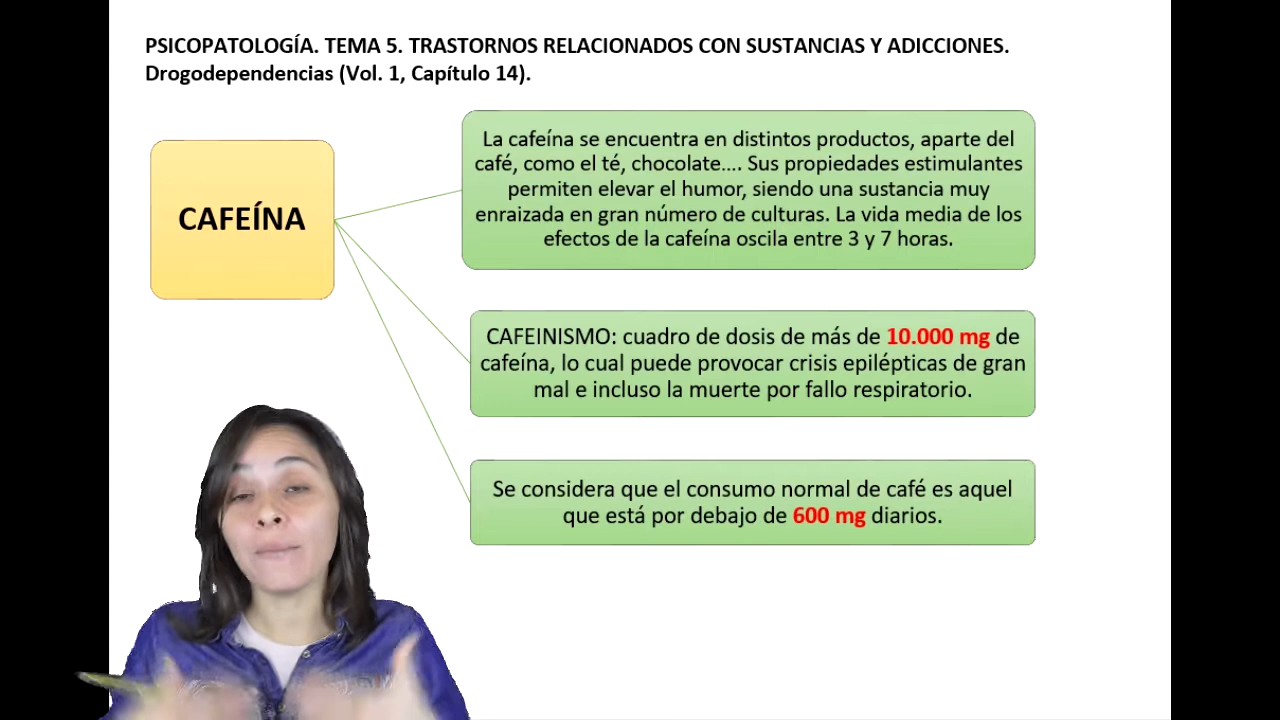 PSICOPATOLOGÍA. TEMA 5. TRASTORNOS RELACIONADOS CON SUSTANCIAS Y ADICCIONES.
Drogodependencias (Vol. 1, Capítulo 14).
CAFEÍNA
La cafeína se encuentra en distintos productos, aparte del
café, como el té, chocolate…. Sus propiedades estimulantes
permiten elevar el humor, siendo una sustancia muy
enraizada en gran número de culturas. La vida media de los
efectos de la cafeína oscila entre 3 y 7 horas.
CAFEINISMO: cuadro de dosis de más de 10.000 mg de
cafeína, lo cual puede provocar crisis epilépticas de gran
mal e incluso la muerte por fallo respiratorio.
Se considera que el consumo normal de café es aquel
que está por debajo de 600 mg diarios.